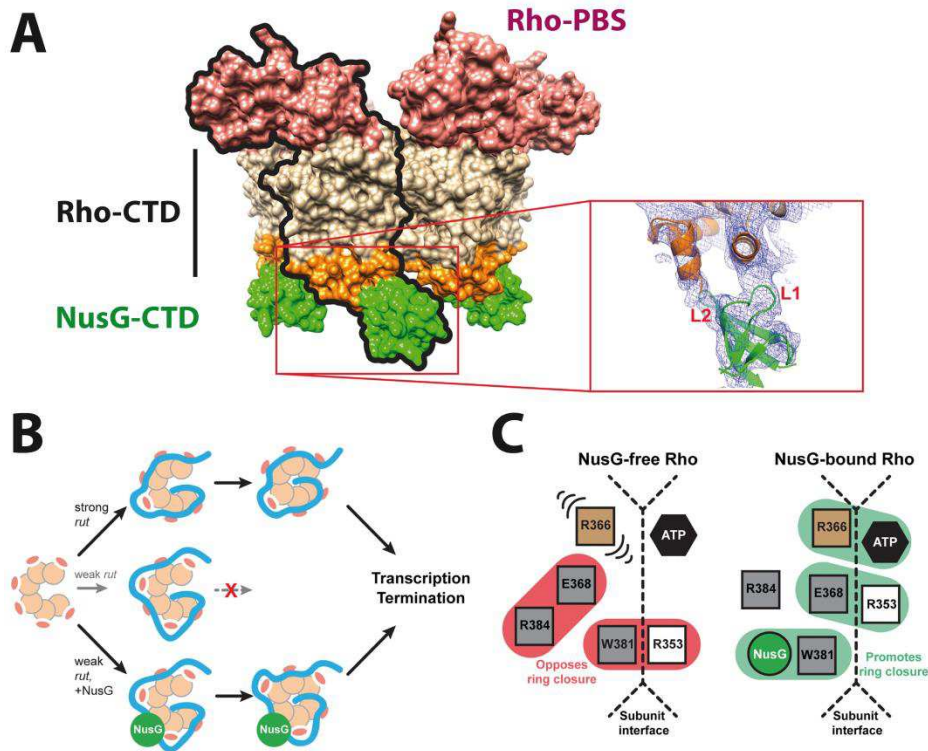 A
Rho-PBS
Rho-CTD
NusG-CTD
L1
L2
B
strong
rut
weak rut
X
weak
rut,
+NusG
NusG
NusG
Transcription
Termination
C
NusG-free Rho
R366
ATP
E368
R384
W381
R353
Opposes
ring closure
Subunit
interface
NusG-bound Rho
R366
ATP
R384
E368
R353
NusG
W381
Promotes
ring closure
Subunit
interface